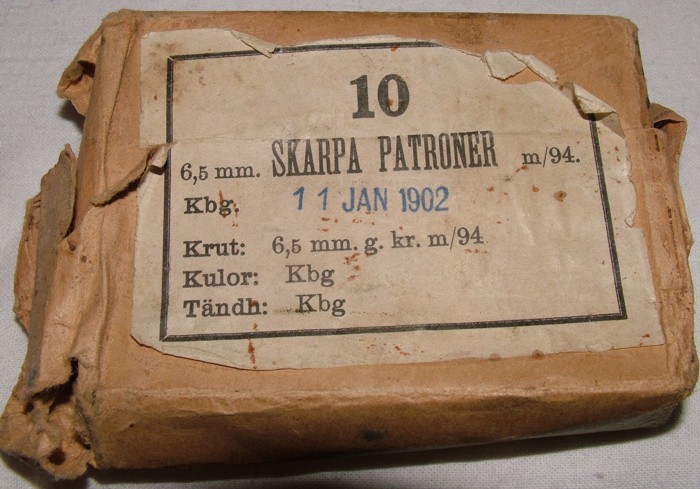 10
6,5 mm. SKARPA PATRONER m/94.
Kbg. 11 JAN 1902
Krut: 6,5 mm. g. kr. m/94
Kulor: Kbg
Tändh: Kbg